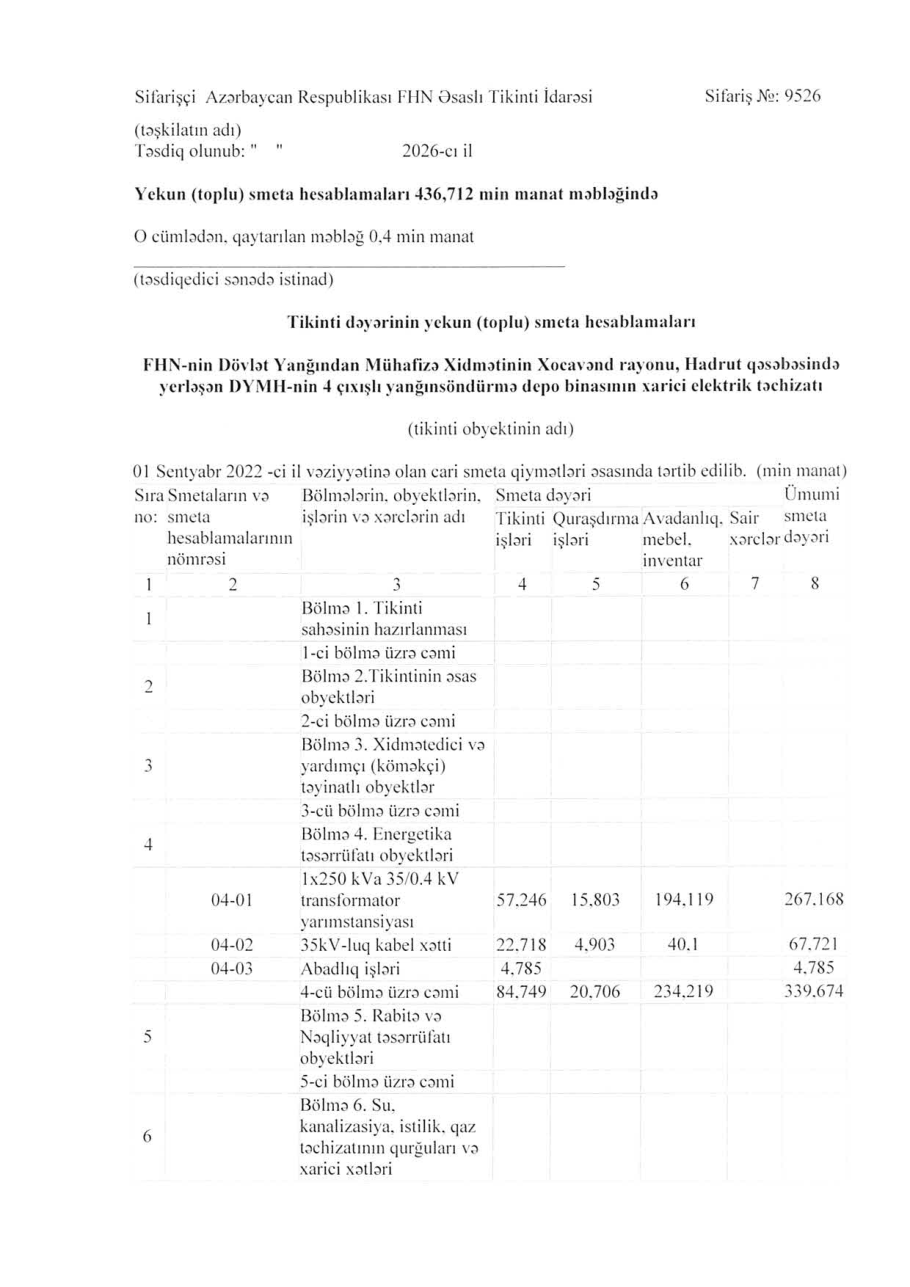 Sifarişçi Azərbaycan Respublikası FHN Əsaslı Tikinti İdarəsi Sifariş №: 9526
(təşkilatın adı)
Təsdiq olunub: " " 2026-cı il
Yekun (toplu) smeta hesablamaları 436,712 min manat məbləğində
O cümlədən, qaytarılan məbləğ 0,4 min manat
(təsdiqedici sənədə istinad)
Tikinti dəyərinin yekun (toplu) smeta hesablamaları
FHN-nin Dövlət Yanğından Mühafizə Xidmətinin Xocavənd rayonu, Hadrut qəsəbəsində
yerləşən DYMH-nin 4 çıxışlı yanğınsöndürmə depo binasının xarici elektrik təchizatı
(tikinti obyektinin adı)
01 Sentyabr 2022 -ci il vəziyyətinə olan cari smeta qiymətləri əsasında tərtib edilib. (min manat)
Sıra Smetaların və Bölmələrin, obyektlərin, Smeta dəyəri Ümumi
no: smeta işlərin və xərclərin adı Tikinti Quraşdırma Avadanlıq, Sair smeta
hesablamalarının işləri işləri mebel, xərclər dəyəri
nömrəsi inventar
1 2 3 4 5 6 7 8
Bölmə 1. Tikinti
1
sahəsinin hazırlanması
1-ci bölmə üzrə cəmi
Bölmə 2.Tikintinin əsas
2
obyektləri
2-ci bölmə üzrə cəmi
Bölmə 3. Xidmətedici və
3 yardımçı (köməkçi)
təyinatlı obyektlər
3-cü bölmə üzrə cəmi
Bölmə 4. Energetika
4
təsərrüfatı obyektləri
1x250 kVa 35/0.4 kV
04-01 transformator 57,246 15,803 194,119 267,168
yarımstansiyası
04-02 35kV-luq kabel xətti 22,718 4,903 40,1 67,721
04-03 Abadlıq işləri 4,785 4,785
4-cü bölmə üzrə cəmi 84,749 20,706 234,219 339,674
Bölmə 5. Rabitə və
5 Nəqliyyat təsərrüfatı
obyektləri
5-ci bölmə üzrə cəmi
Bölmə 6. Su,
6 kanalizasiya, istilik, qaz
təchizatının qurğuları və
xarici xətləri